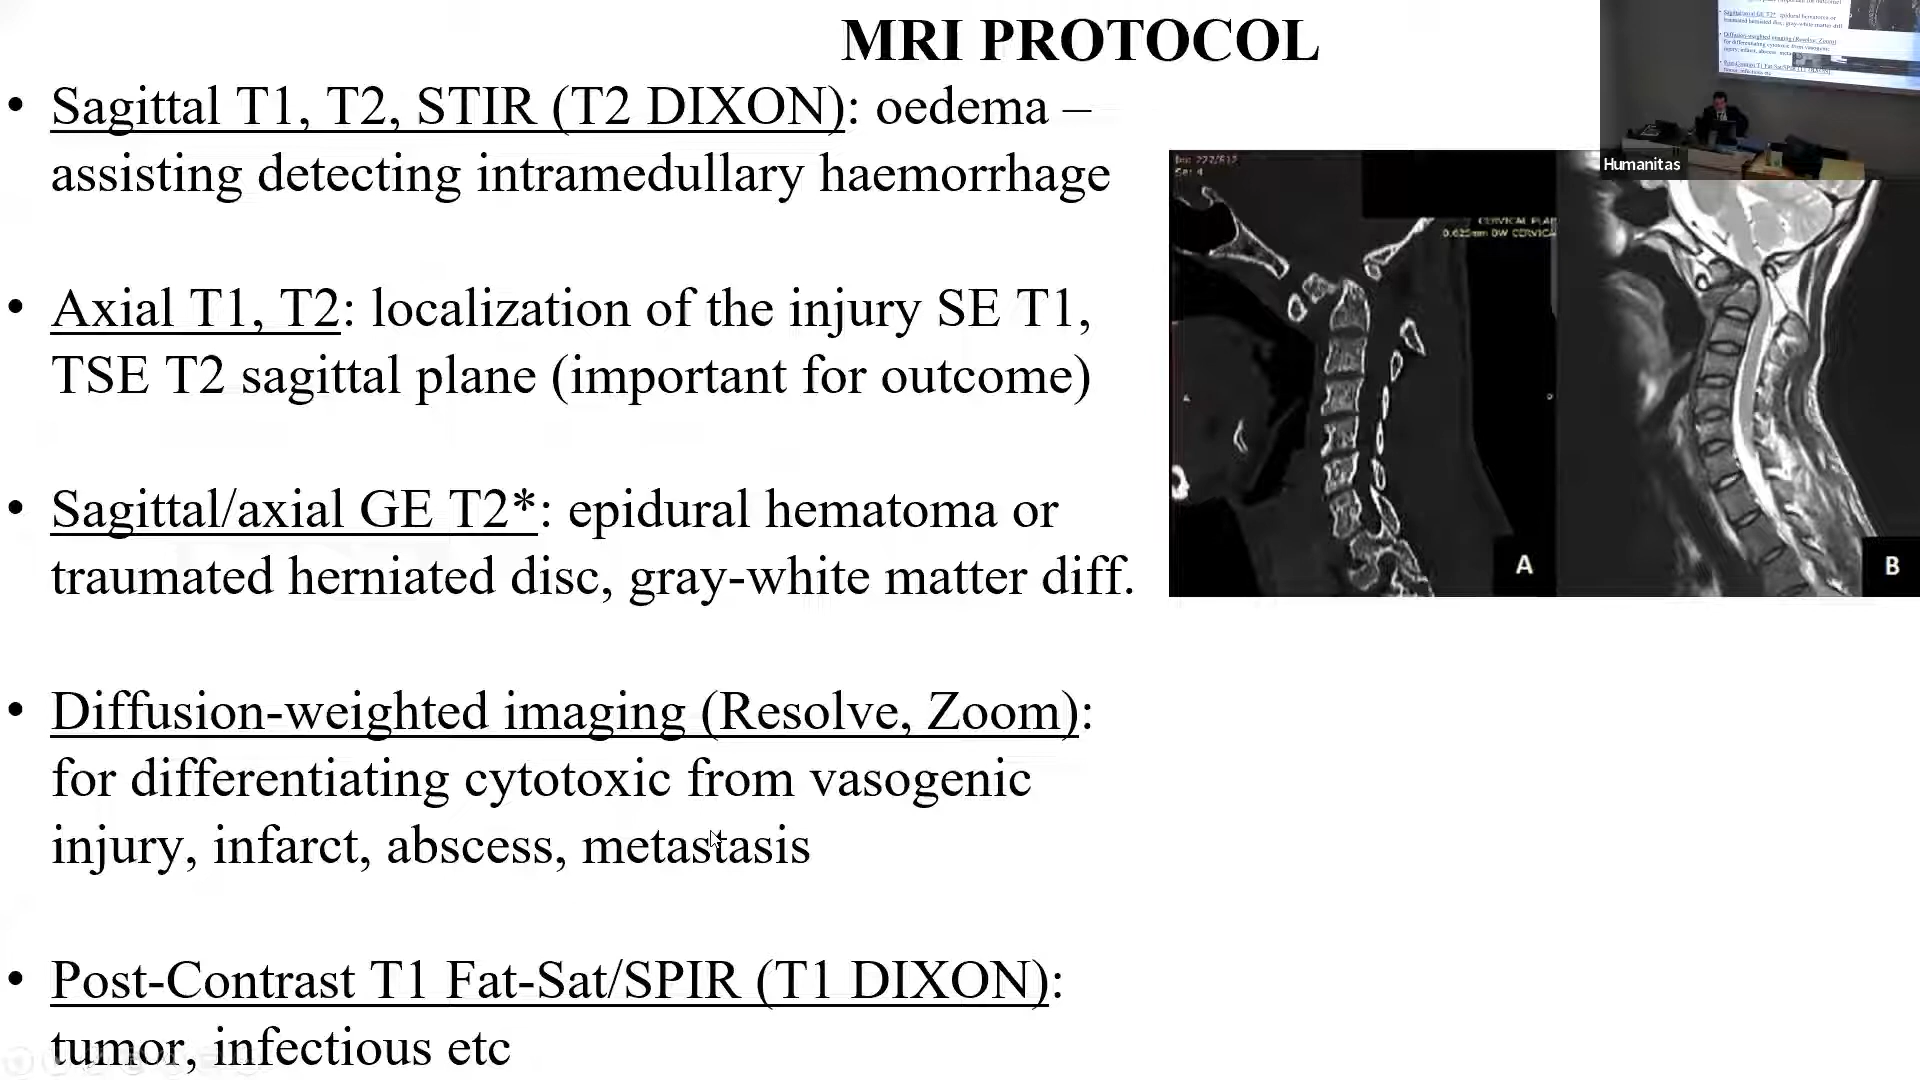 MRI PROTOCOL
• Sagittal T1, T2, STIR (T2 DIXON): oedema –
assisting detecting intramedullary haemorrhage
• Axial T1, T2: localization of the injury SE T1,
TSE T2 sagittal plane (important for outcome)
• Sagittal/axial GE T2*: epidural hematoma or
traumated herniated disc, gray-white matter diff.
• Diffusion-weighted imaging (Resolve, Zoom):
for differentiating cytotoxic from vasogenic
injury, infarct, abscess, metastasis
• Post-Contrast T1 Fat-Sat/SPIR (T1 DIXON):
tumor, infectious etc
Humanitas
A
B